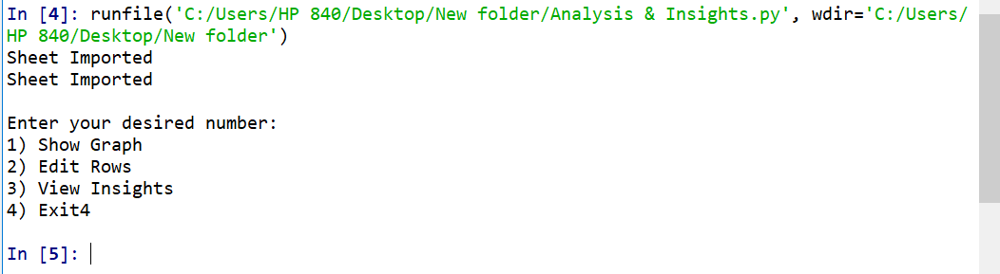 In [4]: runfile('C:/Users/HP 840/Desktop/New folder/Analysis & Insights.py', wdir='C:/Users/
HP 840/Desktop/New folder')
Sheet Imported
Sheet Imported
Enter your desired number:
1) Show Graph
2) Edit Rows
3) View Insights
4) Exit4
In [5]: